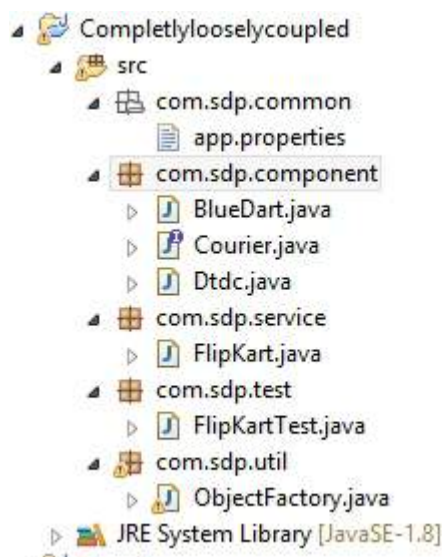 Completlylooselycoupled
src
com.sdp.common
app.properties
com.sdp.component
BlueDart.java
Courier.java
Dtdc.java
com.sdp.service
FlipKart.java
com.sdp.test
FlipKartTest.java
com.sdp.util
ObjectFactory.java
JRE System Library [JavaSE-1.8]